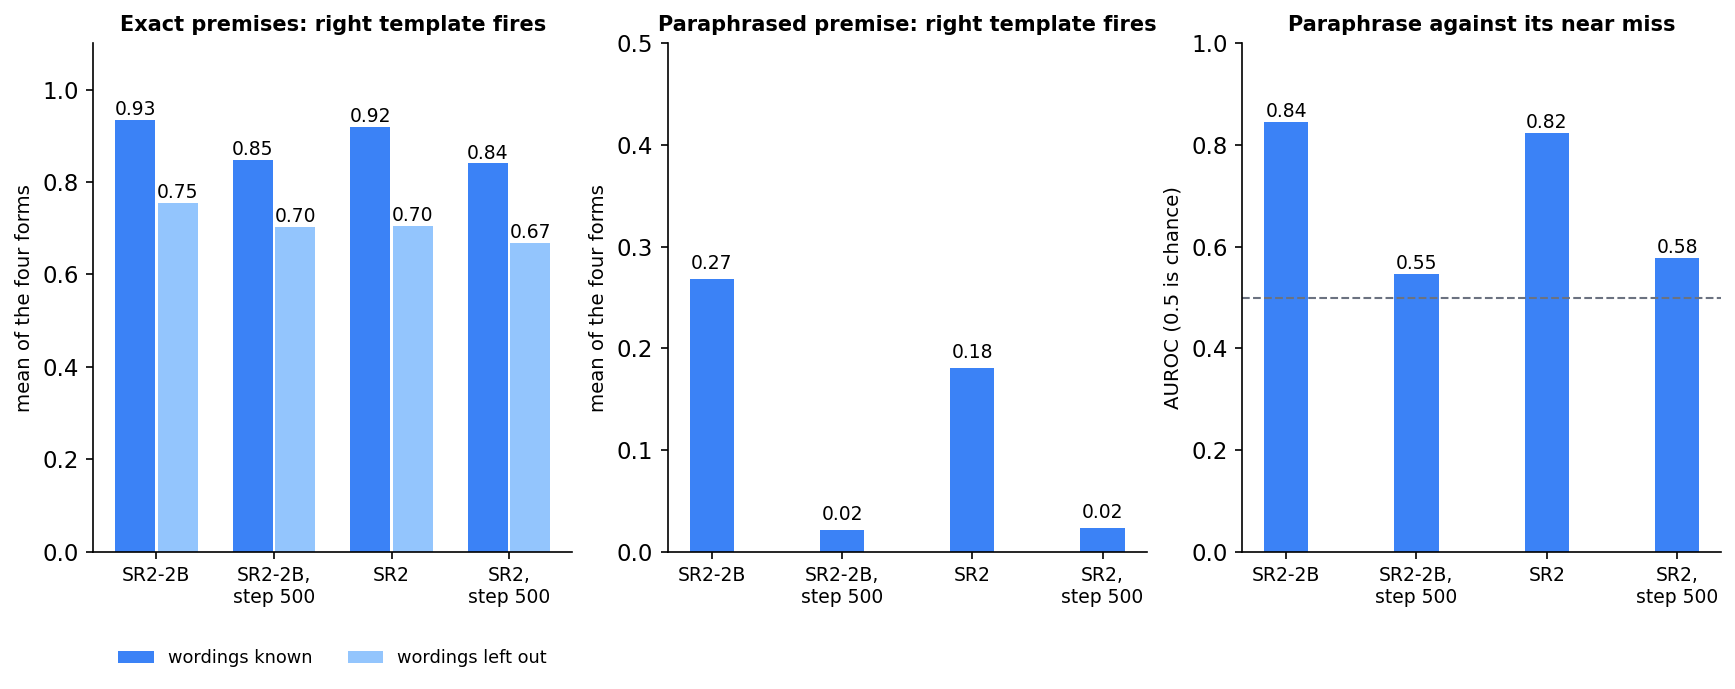 Exact premises: right template fires
mean of the four forms
1.0
0.8
0.6
0.4
0.2
0.0
0.93
0.75
0.85
0.70
0.92
0.70
0.84
0.67
SR2-2B
SR2-2B,
step 500
SR2
SR2,
step 500
wordings known
wordings left out
Paraphrased premise: right template fires
mean of the four forms
0.5
0.4
0.3
0.2
0.1
0.0
0.27
0.02
0.18
0.02
SR2-2B
SR2-2B,
step 500
SR2
SR2,
step 500
Paraphrase against its near miss
AUROC (0.5 is chance)
1.0
0.8
0.6
0.4
0.2
0.0
0.84
0.55
0.82
0.58
SR2-2B
SR2-2B,
step 500
SR2
SR2,
step 500